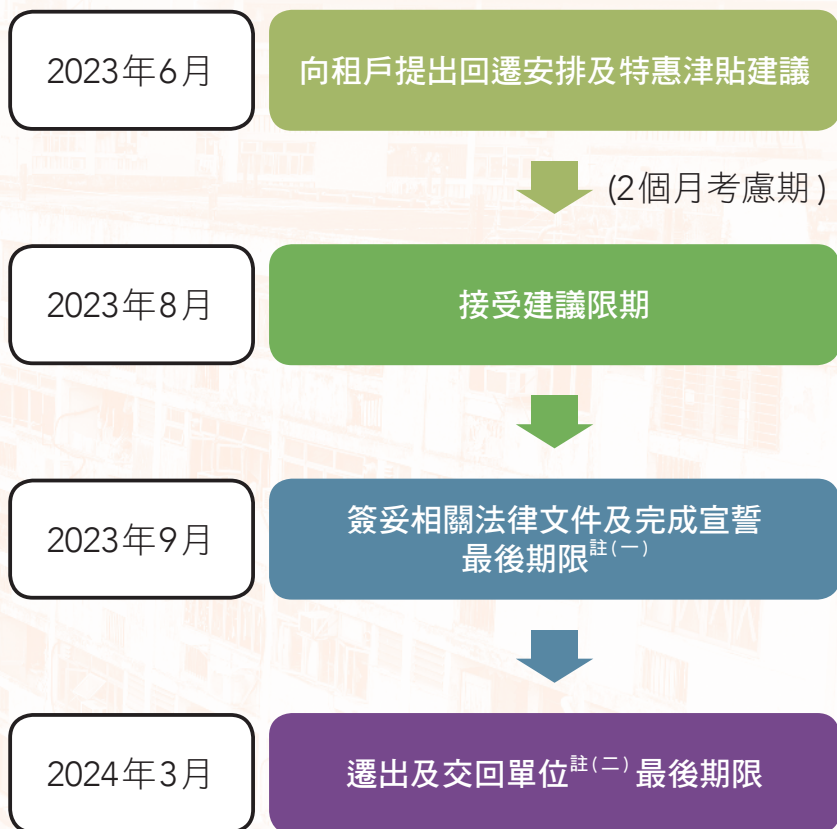 2023年6月
向租戶提出回遷安排及特惠津貼建議
(2個月考慮期)
2023年8月
接受建議限期
2023年9月
簽妥相關法律文件及完成宣誓
最後期限註(一)
2024年3月
遷出及交回單位註(二)最後期限